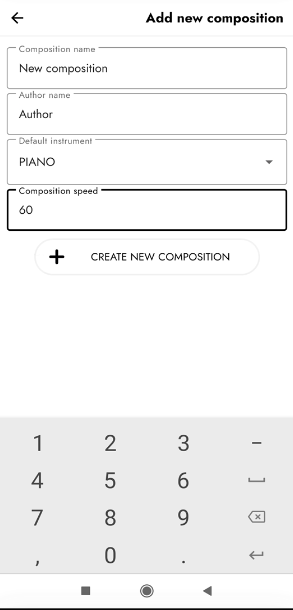 Add new composition
Composition name
New composition
Author name
Author
Default instrument
PIANO
Composition speed
60
CREATE NEW COMPOSITION
1 2 3 -
4 5 6
7 8 9
, 0 .